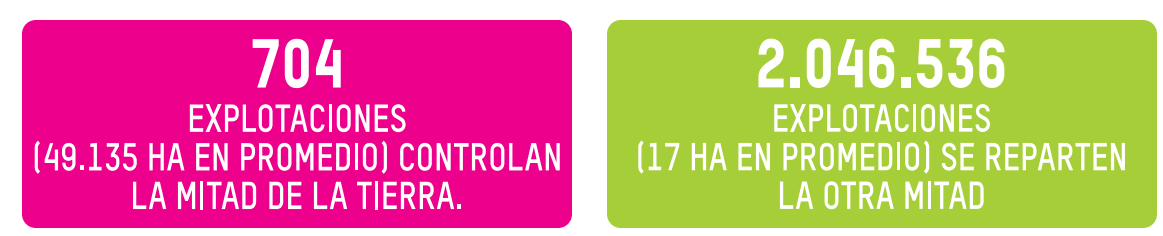 704
EXPLOTACIONES
(49.135 HA EN PROMEDIO) CONTROLAN
LA MITAD DE LA TIERRA.
2.046.536
EXPLOTACIONES
(17 HA EN PROMEDIO) SE REPARTEN
LA OTRA MITAD